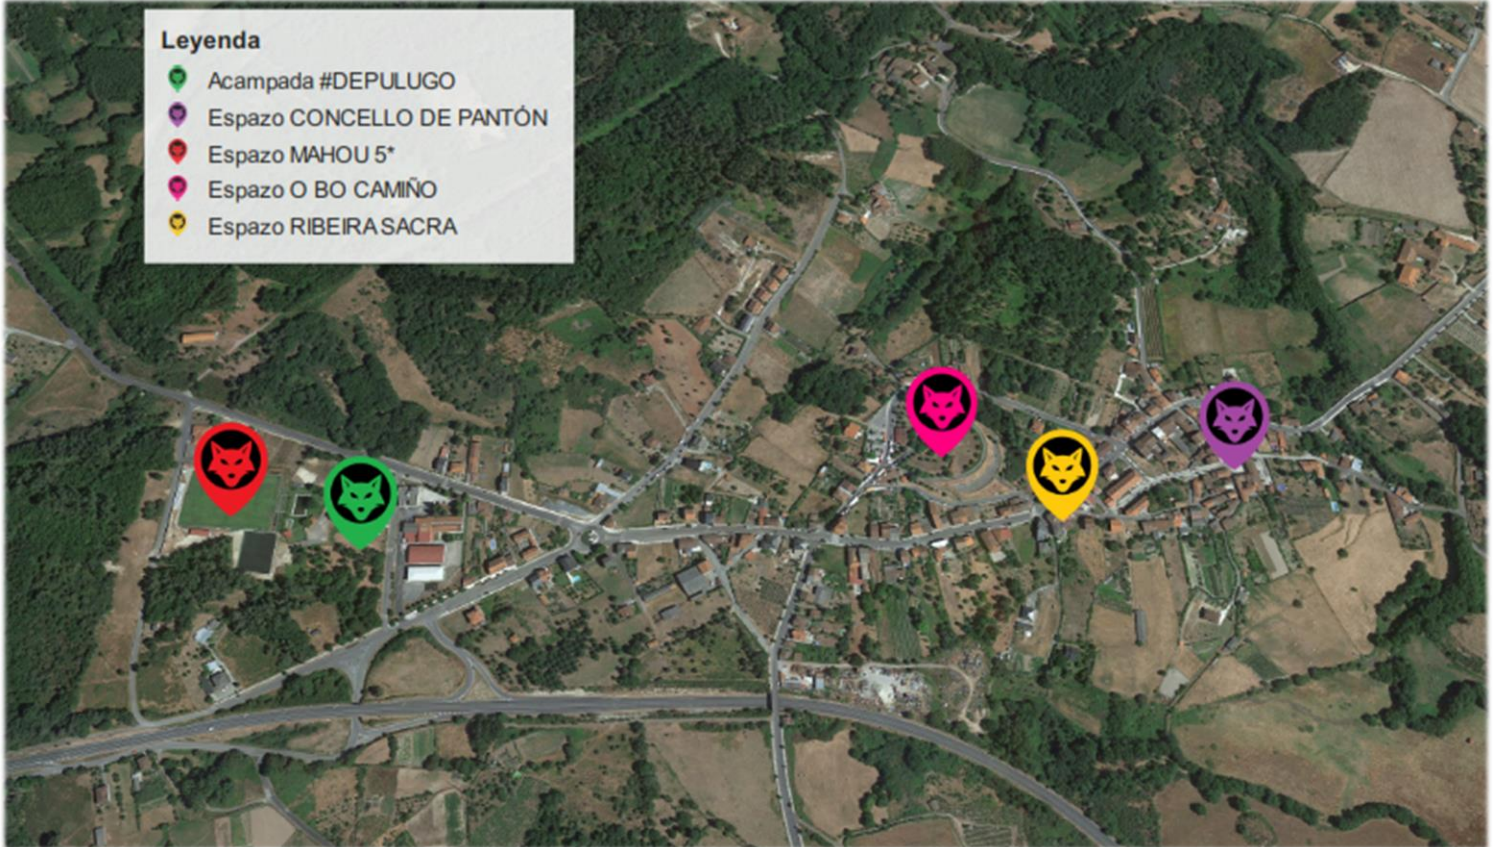 Leyenda
Acampada #DEPULUGO
Espazo CONCELLO DE PANTÓN
Espazo MAHOU 5*
Espazo O BO CAMIÑO
Espazo RIBEIRA SACRA